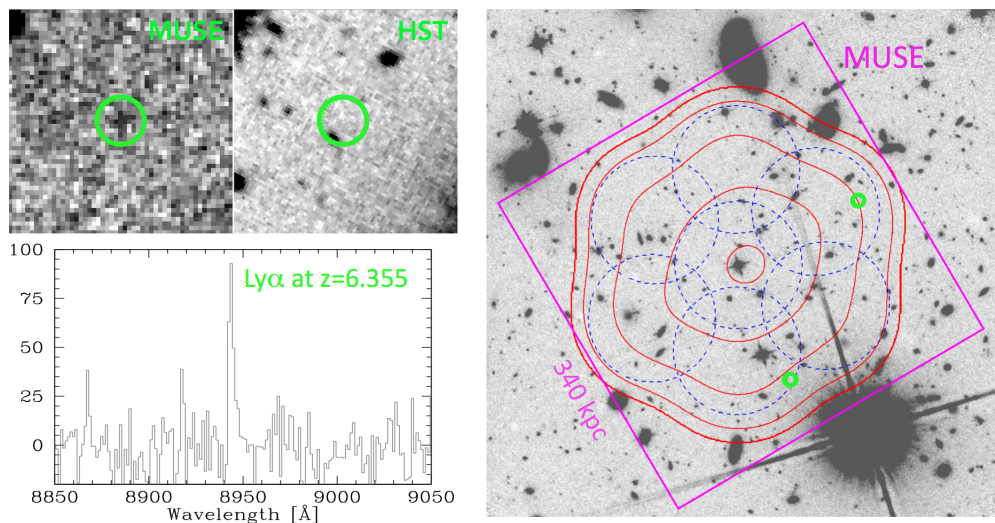 MUSE
HST
Lyα at z=6.355
100
75
50
25
0
8850
8900
8950
9000
9050
Wavelength [Å]
MUSE
340 kpc